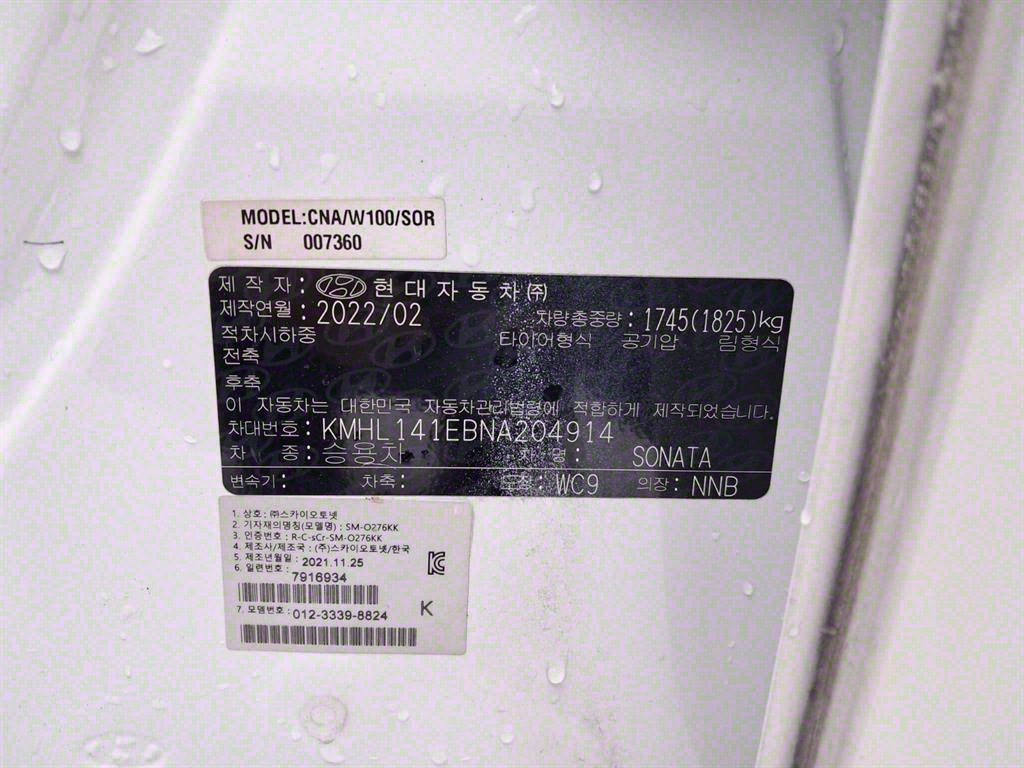 MODEL:CNA/W100/SOR
S/N 007360
제 작 자 : 현대자동차㈜
제작연월 : 2022/02 차량총중량 : 1745(1825)kg
적차시하중 타이어형식 공기압 림형식
전축
후축
이 자동차는 대한민국 자동차관리법령에 적합하게 제작되었습니다.
차대번호 : KMHL141EBNA204914
차 종 : 승용차 차 명 : SONATA
변속기 : 차축 : 도장 : WC9 의장 : NNB
1. 상호 : ㈜스카이오토넷
2. 기자재의명칭(모델명) : SM-O276KK
3. 인증번호 : R-C-sCr-SM-O276KK
4. 제조사/제조국 : (주)스카이오토넷/한국
5. 제조년월일 : 2021.11.25
6. 일련번호 : 7916934
7. 모뎀번호 : 012-3339-8824 K